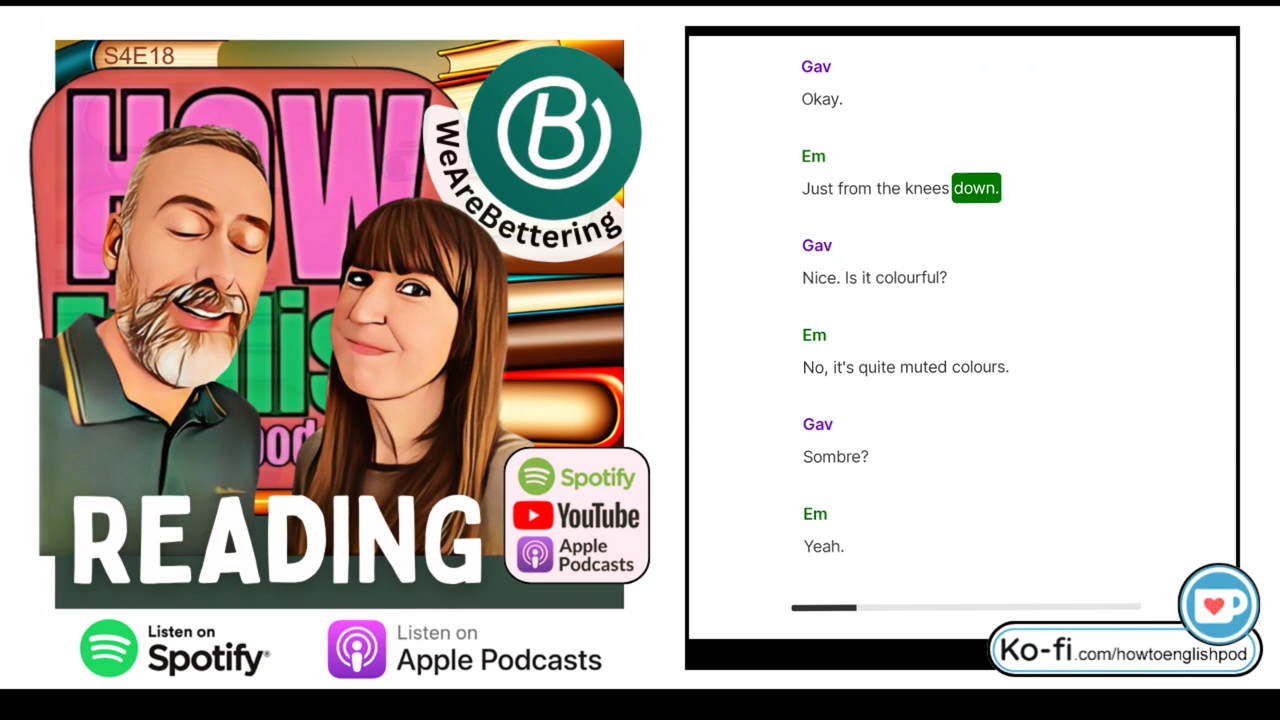 S4E18
HOW
READING
B
WeAreBettering
Spotify
YouTube
Apple
Podcasts
Listen on
Spotify®
Listen on
Apple Podcasts
Gav
Okay.
Em
Just from the knees down.
Gav
Nice. Is it colourful?
Em
No, it's quite muted colours.
Gav
Sombre?
Em
Yeah.
Ko-fi.com/howtoenglishpod